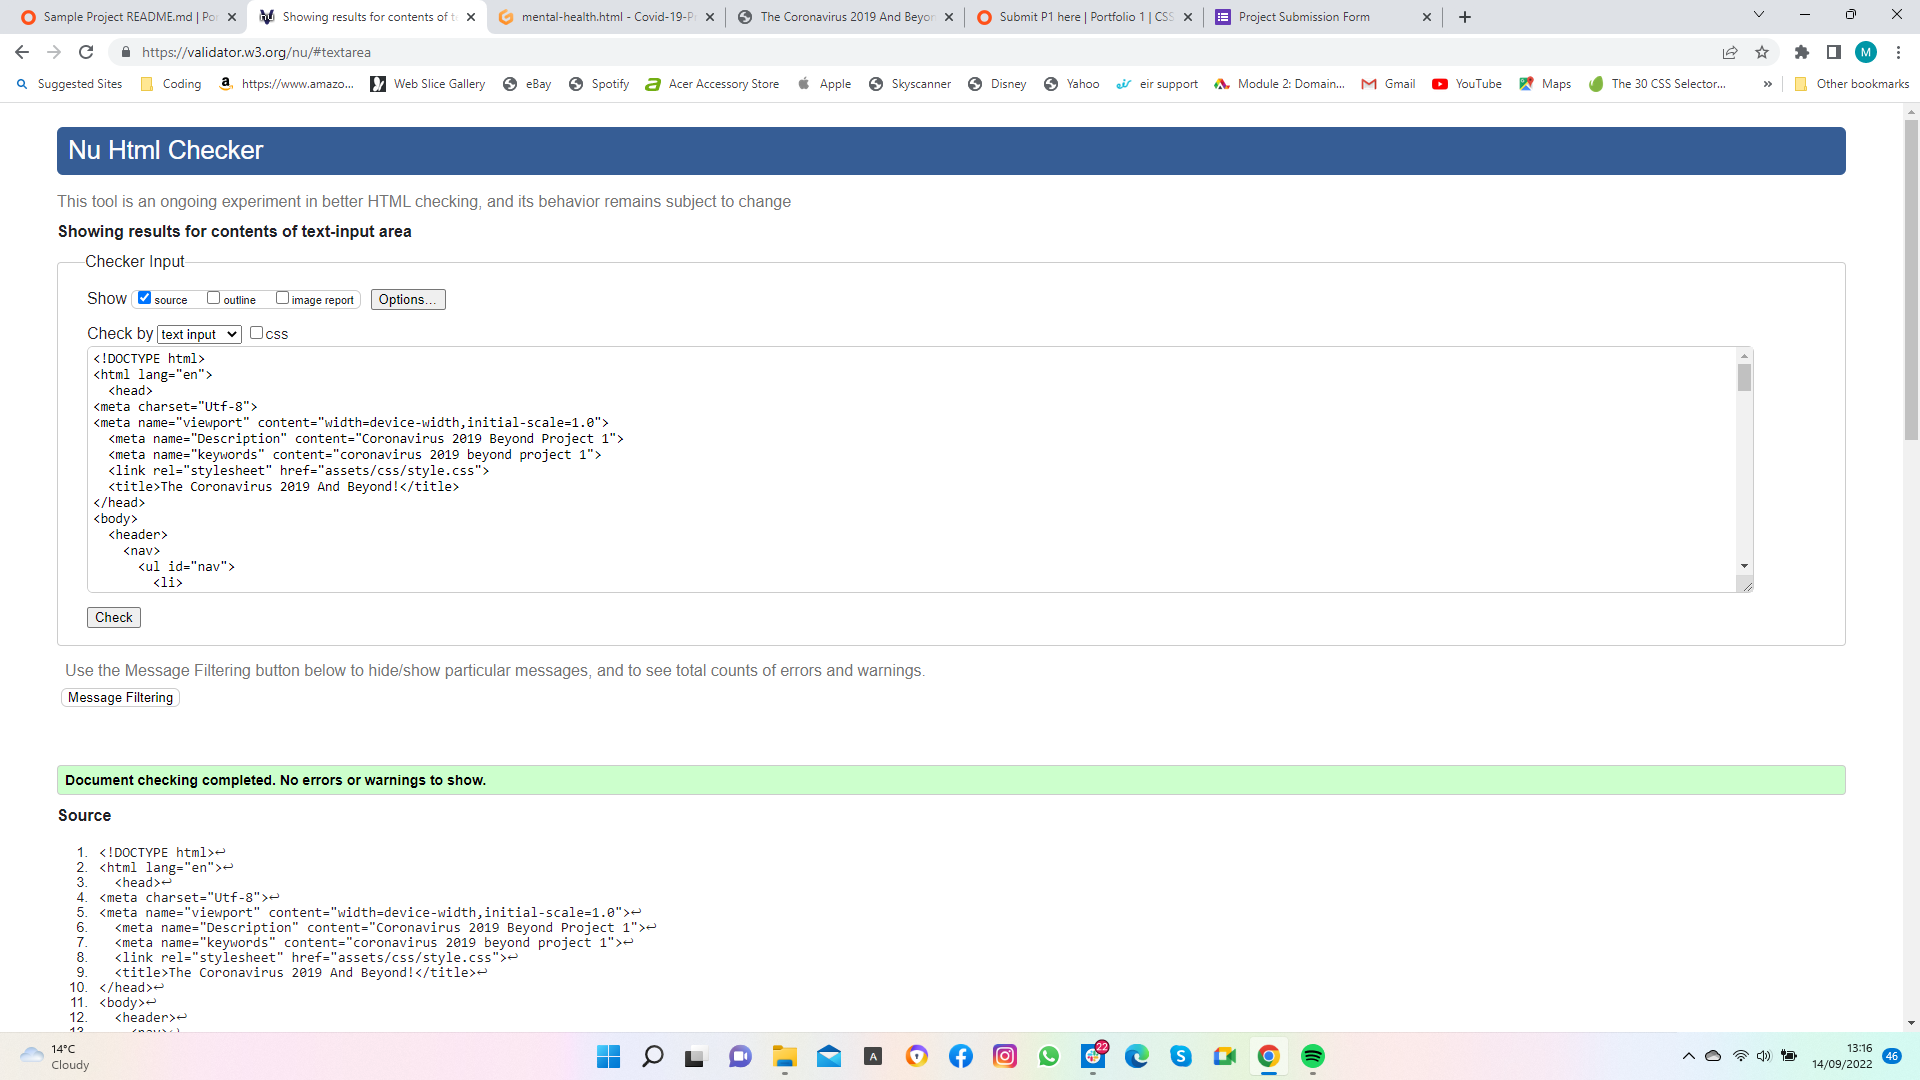 Sample Project README.md | Por
Showing results for contents of te
mental-health.html - Covid-19-Pr
The Coronavirus 2019 And Beyon
Submit P1 here | Portfolio 1 | CSS
Project Submission Form
https://validator.w3.org/nu/#textarea
M
Suggested Sites
Coding
https://www.amazo...
Web Slice Gallery
eBay
Spotify
Acer Accessory Store
Apple
Skyscanner
Disney
Yahoo
eir support
Module 2: Domain...
Gmail
YouTube
Maps
The 30 CSS Selector...
»
Other bookmarks
Nu Html Checker
This tool is an ongoing experiment in better HTML checking, and its behavior remains subject to change
Showing results for contents of text-input area
Checker Input
Show source outline image report Options...
Check by text input css
<!DOCTYPE html>
<html lang="en">
<head>
<meta charset="Utf-8">
<meta name="viewport" content="width=device-width,initial-scale=1.0">
<meta name="Description" content="Coronavirus 2019 Beyond Project 1">
<meta name="keywords" content="coronavirus 2019 beyond project 1">
<link rel="stylesheet" href="assets/css/style.css">
<title>The Coronavirus 2019 And Beyond!</title>
</head>
<body>
<header>
<nav>
<ul id="nav">
<li>
Check
Use the Message Filtering button below to hide/show particular messages, and to see total counts of errors and warnings.
Message Filtering
Document checking completed. No errors or warnings to show.
Source
1. <!DOCTYPE html>↩
2. <html lang="en">↩
3. <head>↩
4. <meta charset="Utf-8">↩
5. <meta name="viewport" content="width=device-width,initial-scale=1.0">↩
6. <meta name="Description" content="Coronavirus 2019 Beyond Project 1">↩
7. <meta name="keywords" content="coronavirus 2019 beyond project 1">↩
8. <link rel="stylesheet" href="assets/css/style.css">↩
9. <title>The Coronavirus 2019 And Beyond!</title>↩
10. </head>↩
11. <body>↩
12. <header>↩
13. <nav>↩
14°C
Cloudy
A
22
13:16
14/09/2022
46